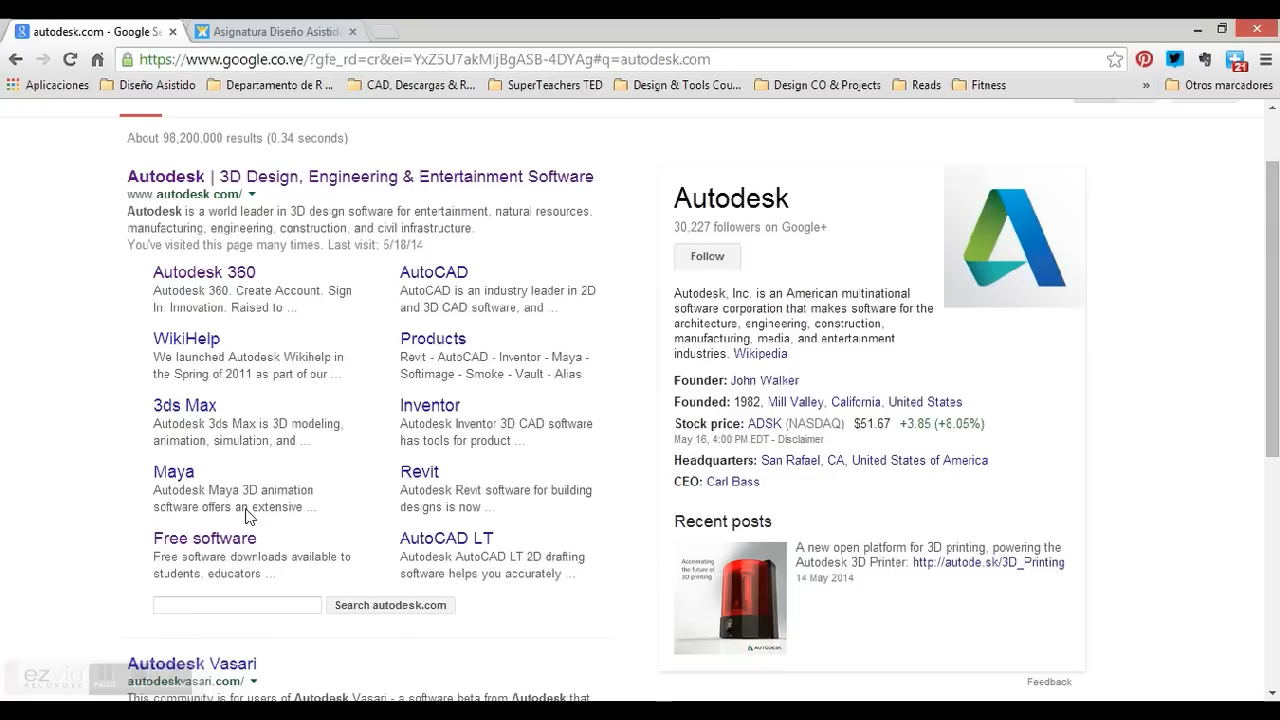 autodesk.com - Google Se
Asignatura Diseño Asistid
https://www.google.co.ve/?gfe_rd=cr&ei=YxZ5U7akMIjBgASB-4DYAg#q=autodesk.com
21
Aplicaciones
Diseño Asistido
Departamento de R...
CAD, Descargas & R...
SuperTeachers TED
Design & Tools Cou...
Design CO & Projects
Reads
Fitness
»
Otros marcadores
About 98,200,000 results (0.34 seconds)
Autodesk | 3D Design, Engineering & Entertainment Software
www.autodesk.com/
Autodesk is a world leader in 3D design software for entertainment, natural resources,
manufacturing, engineering, construction, and civil infrastructure.
You've visited this page many times. Last visit: 5/18/14
Autodesk 360
Autodesk 360. Create Account. Sign
In. Innovation. Raised to ...
AutoCAD
AutoCAD is an industry leader in 2D
and 3D CAD software, and ...
WikiHelp
We launched Autodesk Wikihelp in
the Spring of 2011 as part of our ...
Products
Revit - AutoCAD - Inventor - Maya -
Softimage - Smoke - Vault - Alias
3ds Max
Autodesk 3ds Max is 3D modeling,
animation, simulation, and ...
Inventor
Autodesk Inventor 3D CAD software
has tools for product ...
Maya
Autodesk Maya 3D animation
software offers an extensive ...
Revit
Autodesk Revit software for building
designs is now ...
Free software
Free software downloads available to
students, educators ...
AutoCAD LT
Autodesk AutoCAD LT 2D drafting
software helps you accurately ...
Search autodesk.com
Autodesk Vasari
autodeskvasari.com/
This community is for users of Autodesk Vasari - a software beta from Autodesk that
Autodesk
30,227 followers on Google+
Follow
Autodesk, Inc. is an American multinational
software corporation that makes software for the
architecture, engineering, construction,
manufacturing, media, and entertainment
industries. Wikipedia
Founder: John Walker
Founded: 1982, Mill Valley, California, United States
Stock price: ADSK (NASDAQ) $51.67 +3.85 (+8.05%)
May 16, 4:00 PM EDT - Disclaimer
Headquarters: San Rafael, CA, United States of America
CEO: Carl Bass
Recent posts
Accelerating
the future of
3D printing
AUTODESK
A new open platform for 3D printing, powering the
Autodesk 3D Printer: http://autode.sk/3D_Printing
14 May 2014
Feedback
ezvid
RECORDER
PAUSE